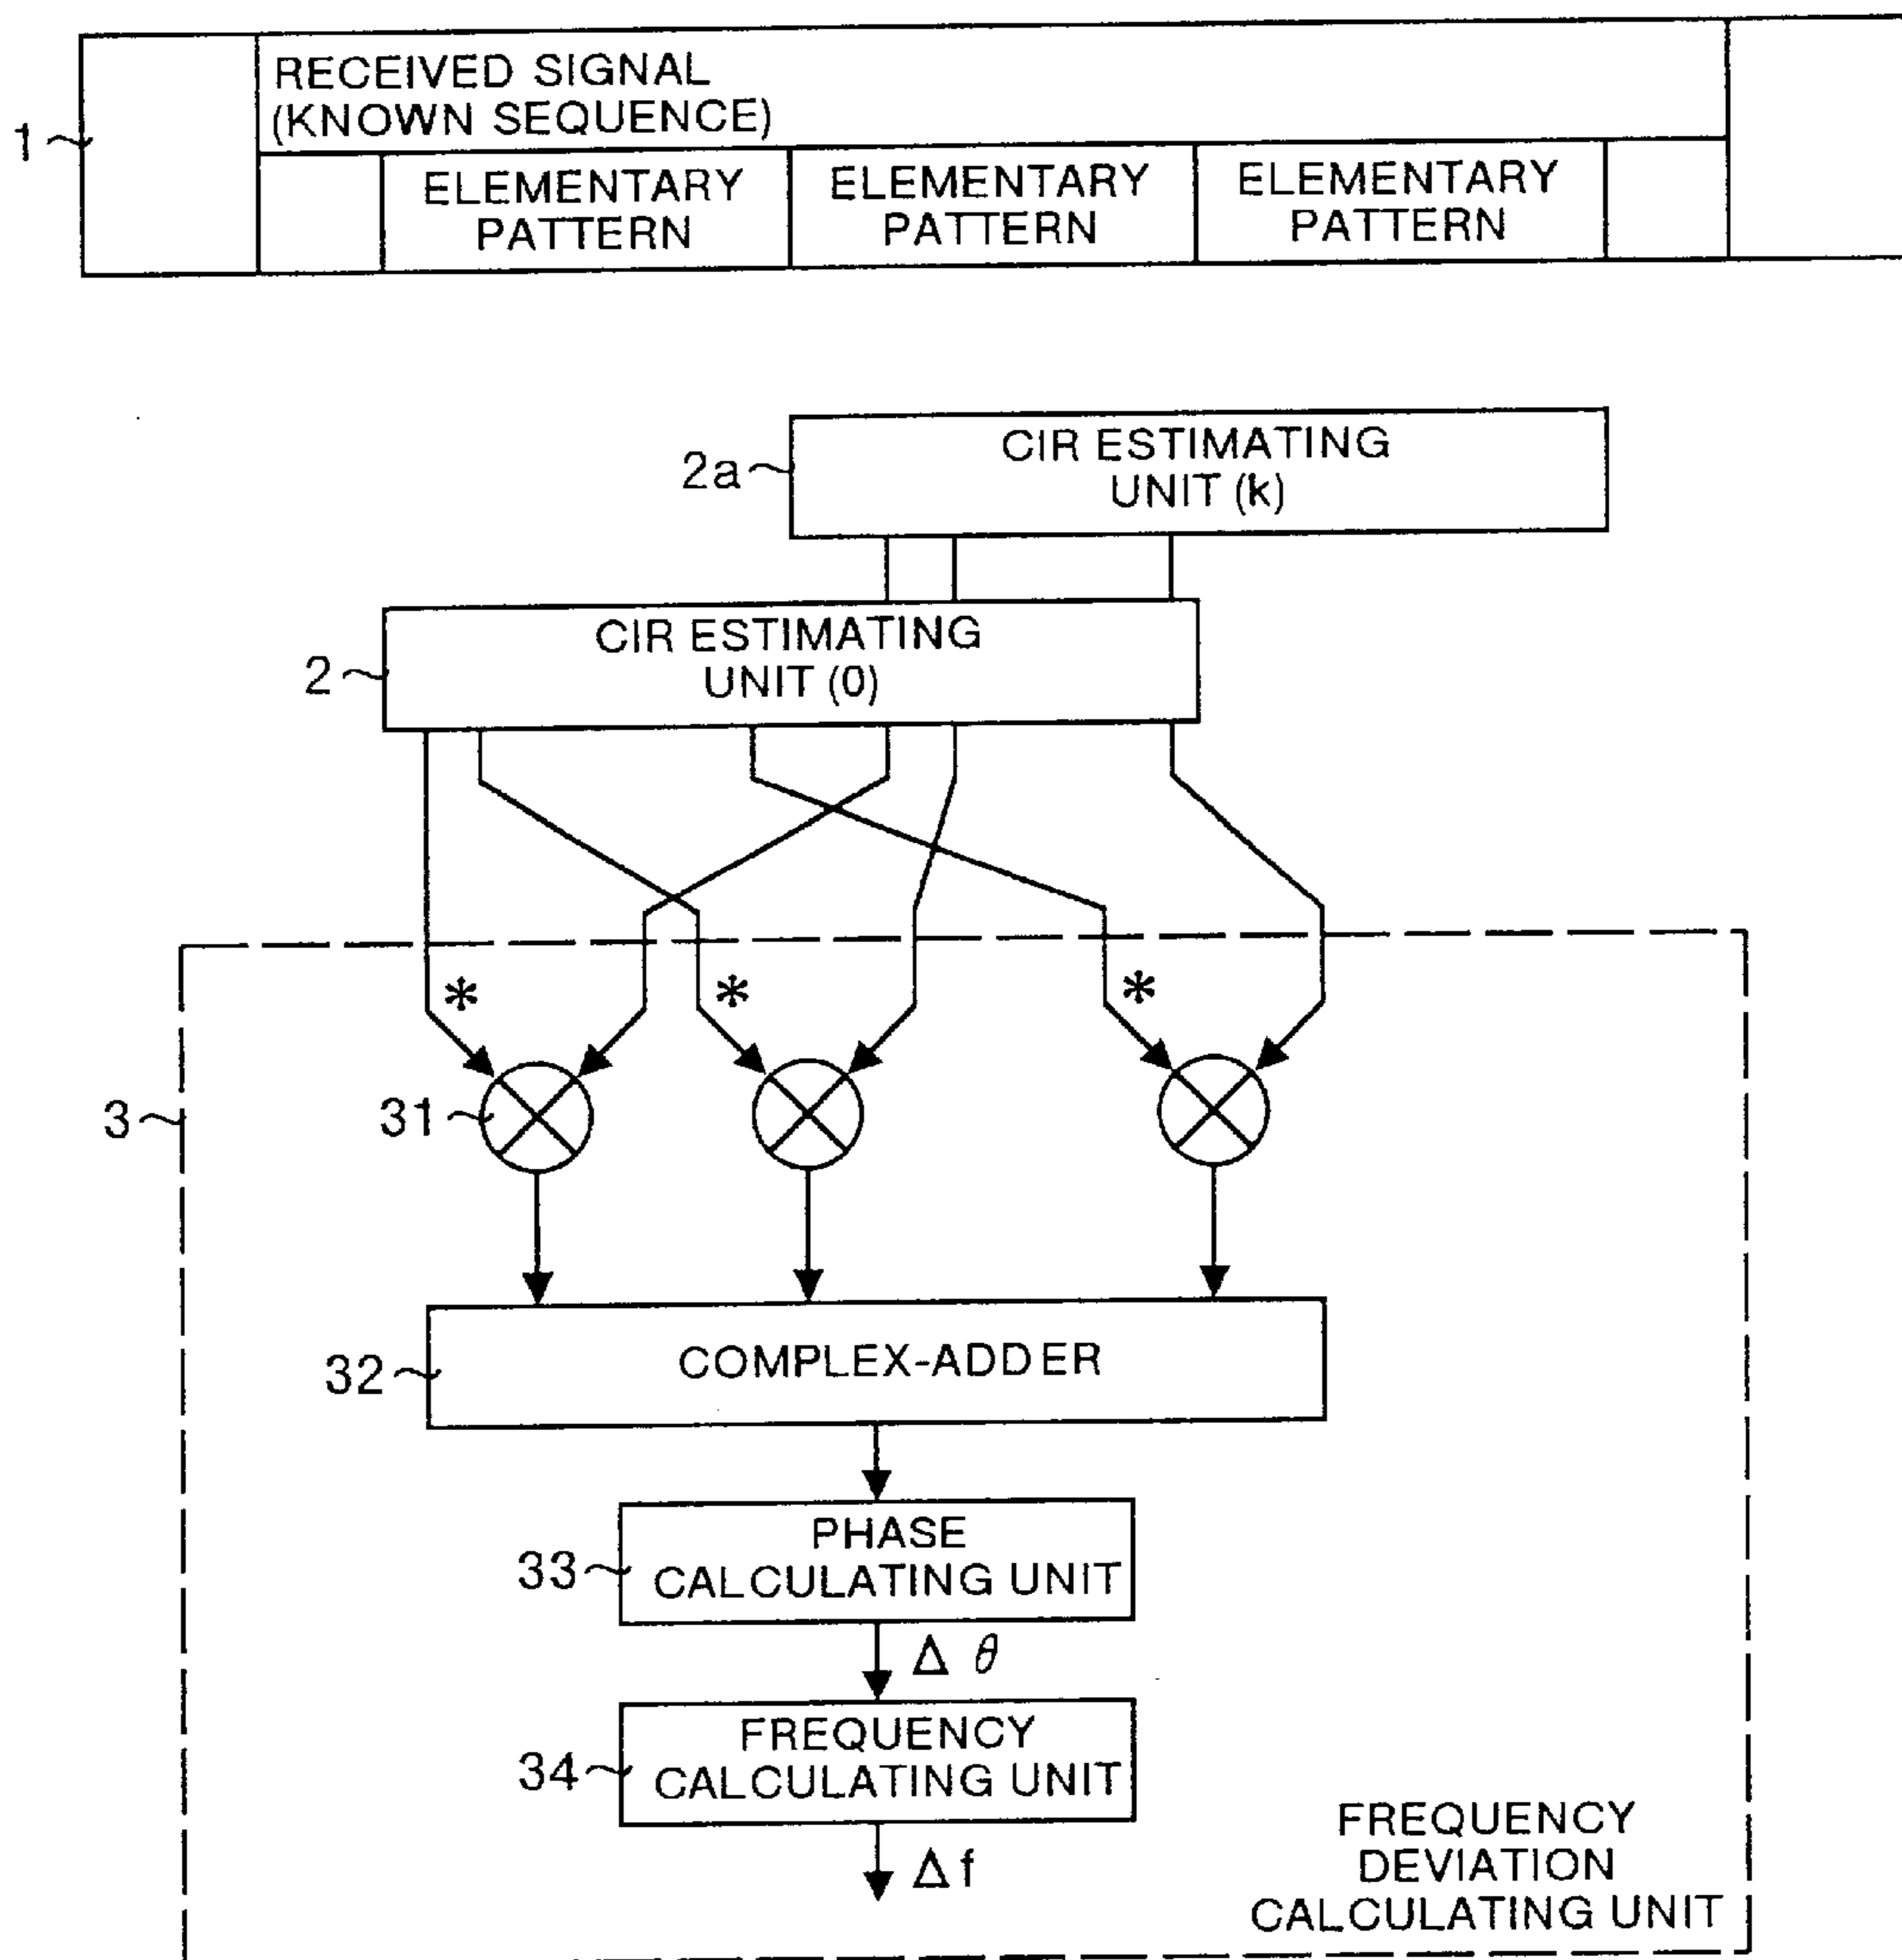 RECEIVED SIGNAL
(KNOWN SEQUENCE)
1
ELEMENTARY
PATTERN
ELEMENTARY
PATTERN
ELEMENTARY
PATTERN
2a
CIR ESTIMATING
UNIT (k)
2
CIR ESTIMATING
UNIT (0)
* * *
3
31
32
COMPLEX-ADDER
33
PHASE
CALCULATING UNIT
Δ θ
34
FREQUENCY
CALCULATING UNIT
Δf
FREQUENCY
DEVIATION
CALCULATING UNIT